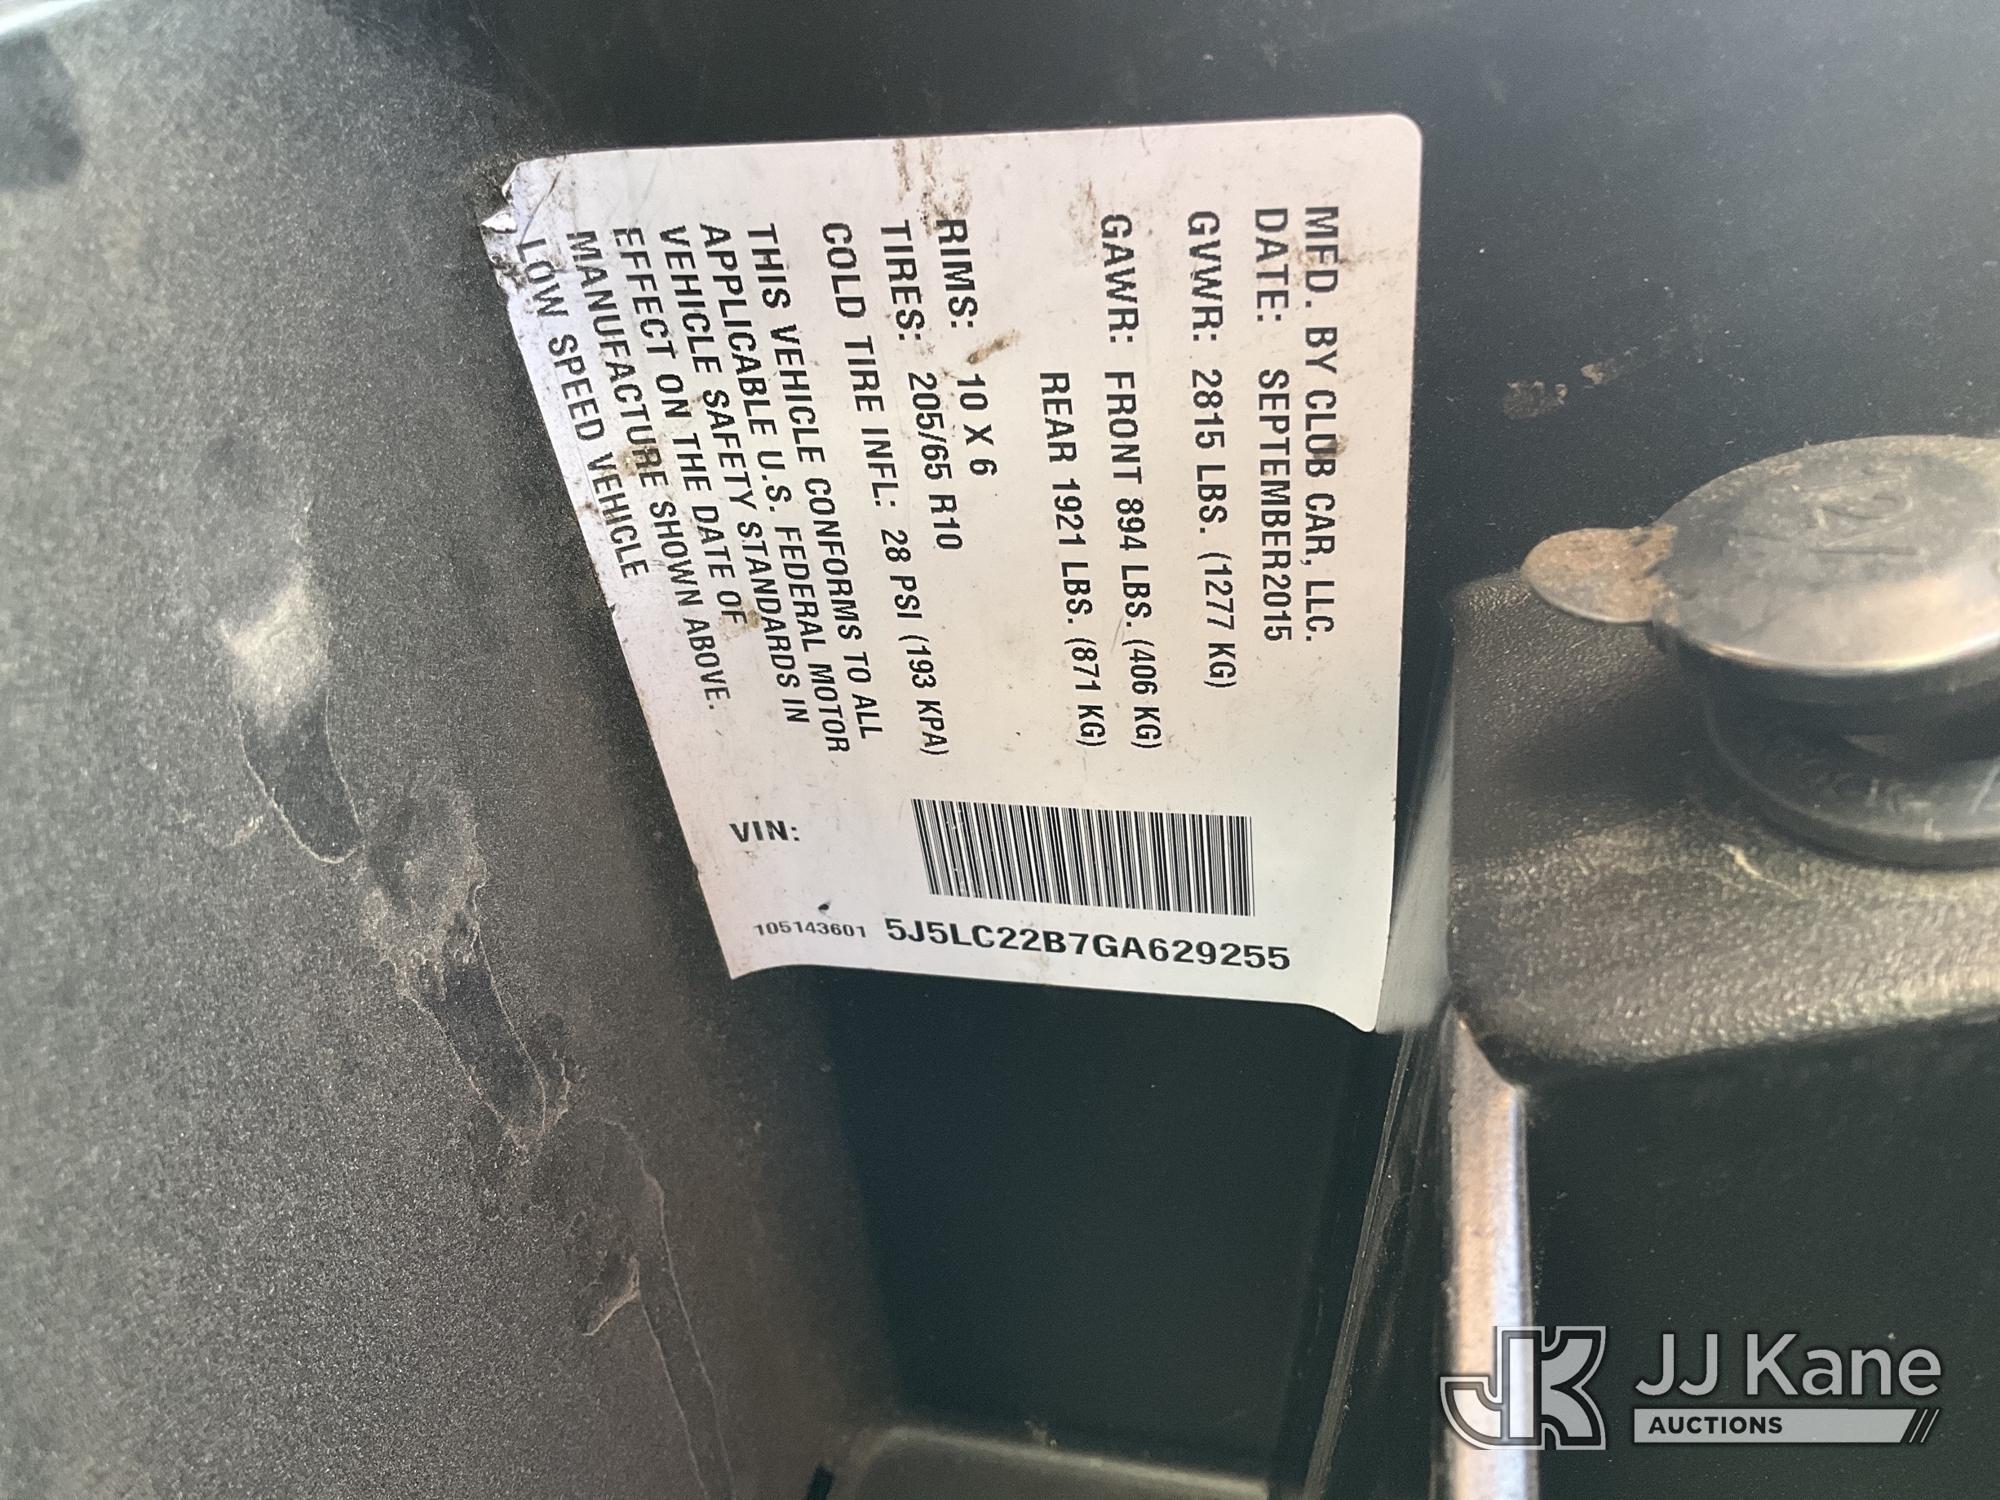 MFD. BY CLUB CAR, LLC.
DATE: SEPTEMBER2015
GVWR: 2815 LBS. (1277 KG)
GAWR: FRONT 894 LBS. (406 KG)
REAR 1921 LBS. (871 KG)
RIMS: 10 X 6
TIRES: 205/65 R10
COLD TIRE INFL: 28 PSI (193 KPA)
THIS VEHICLE CONFORMS TO ALL
APPLICABLE U.S. FEDERAL MOTOR
VEHICLE SAFETY STANDARDS IN
EFFECT ON THE DATE OF
MANUFACTURE SHOWN ABOVE.
LOW SPEED VEHICLE
VIN:
105143601 5J5LC22B7GA629255
12V
JK JJ Kane
AUCTIONS